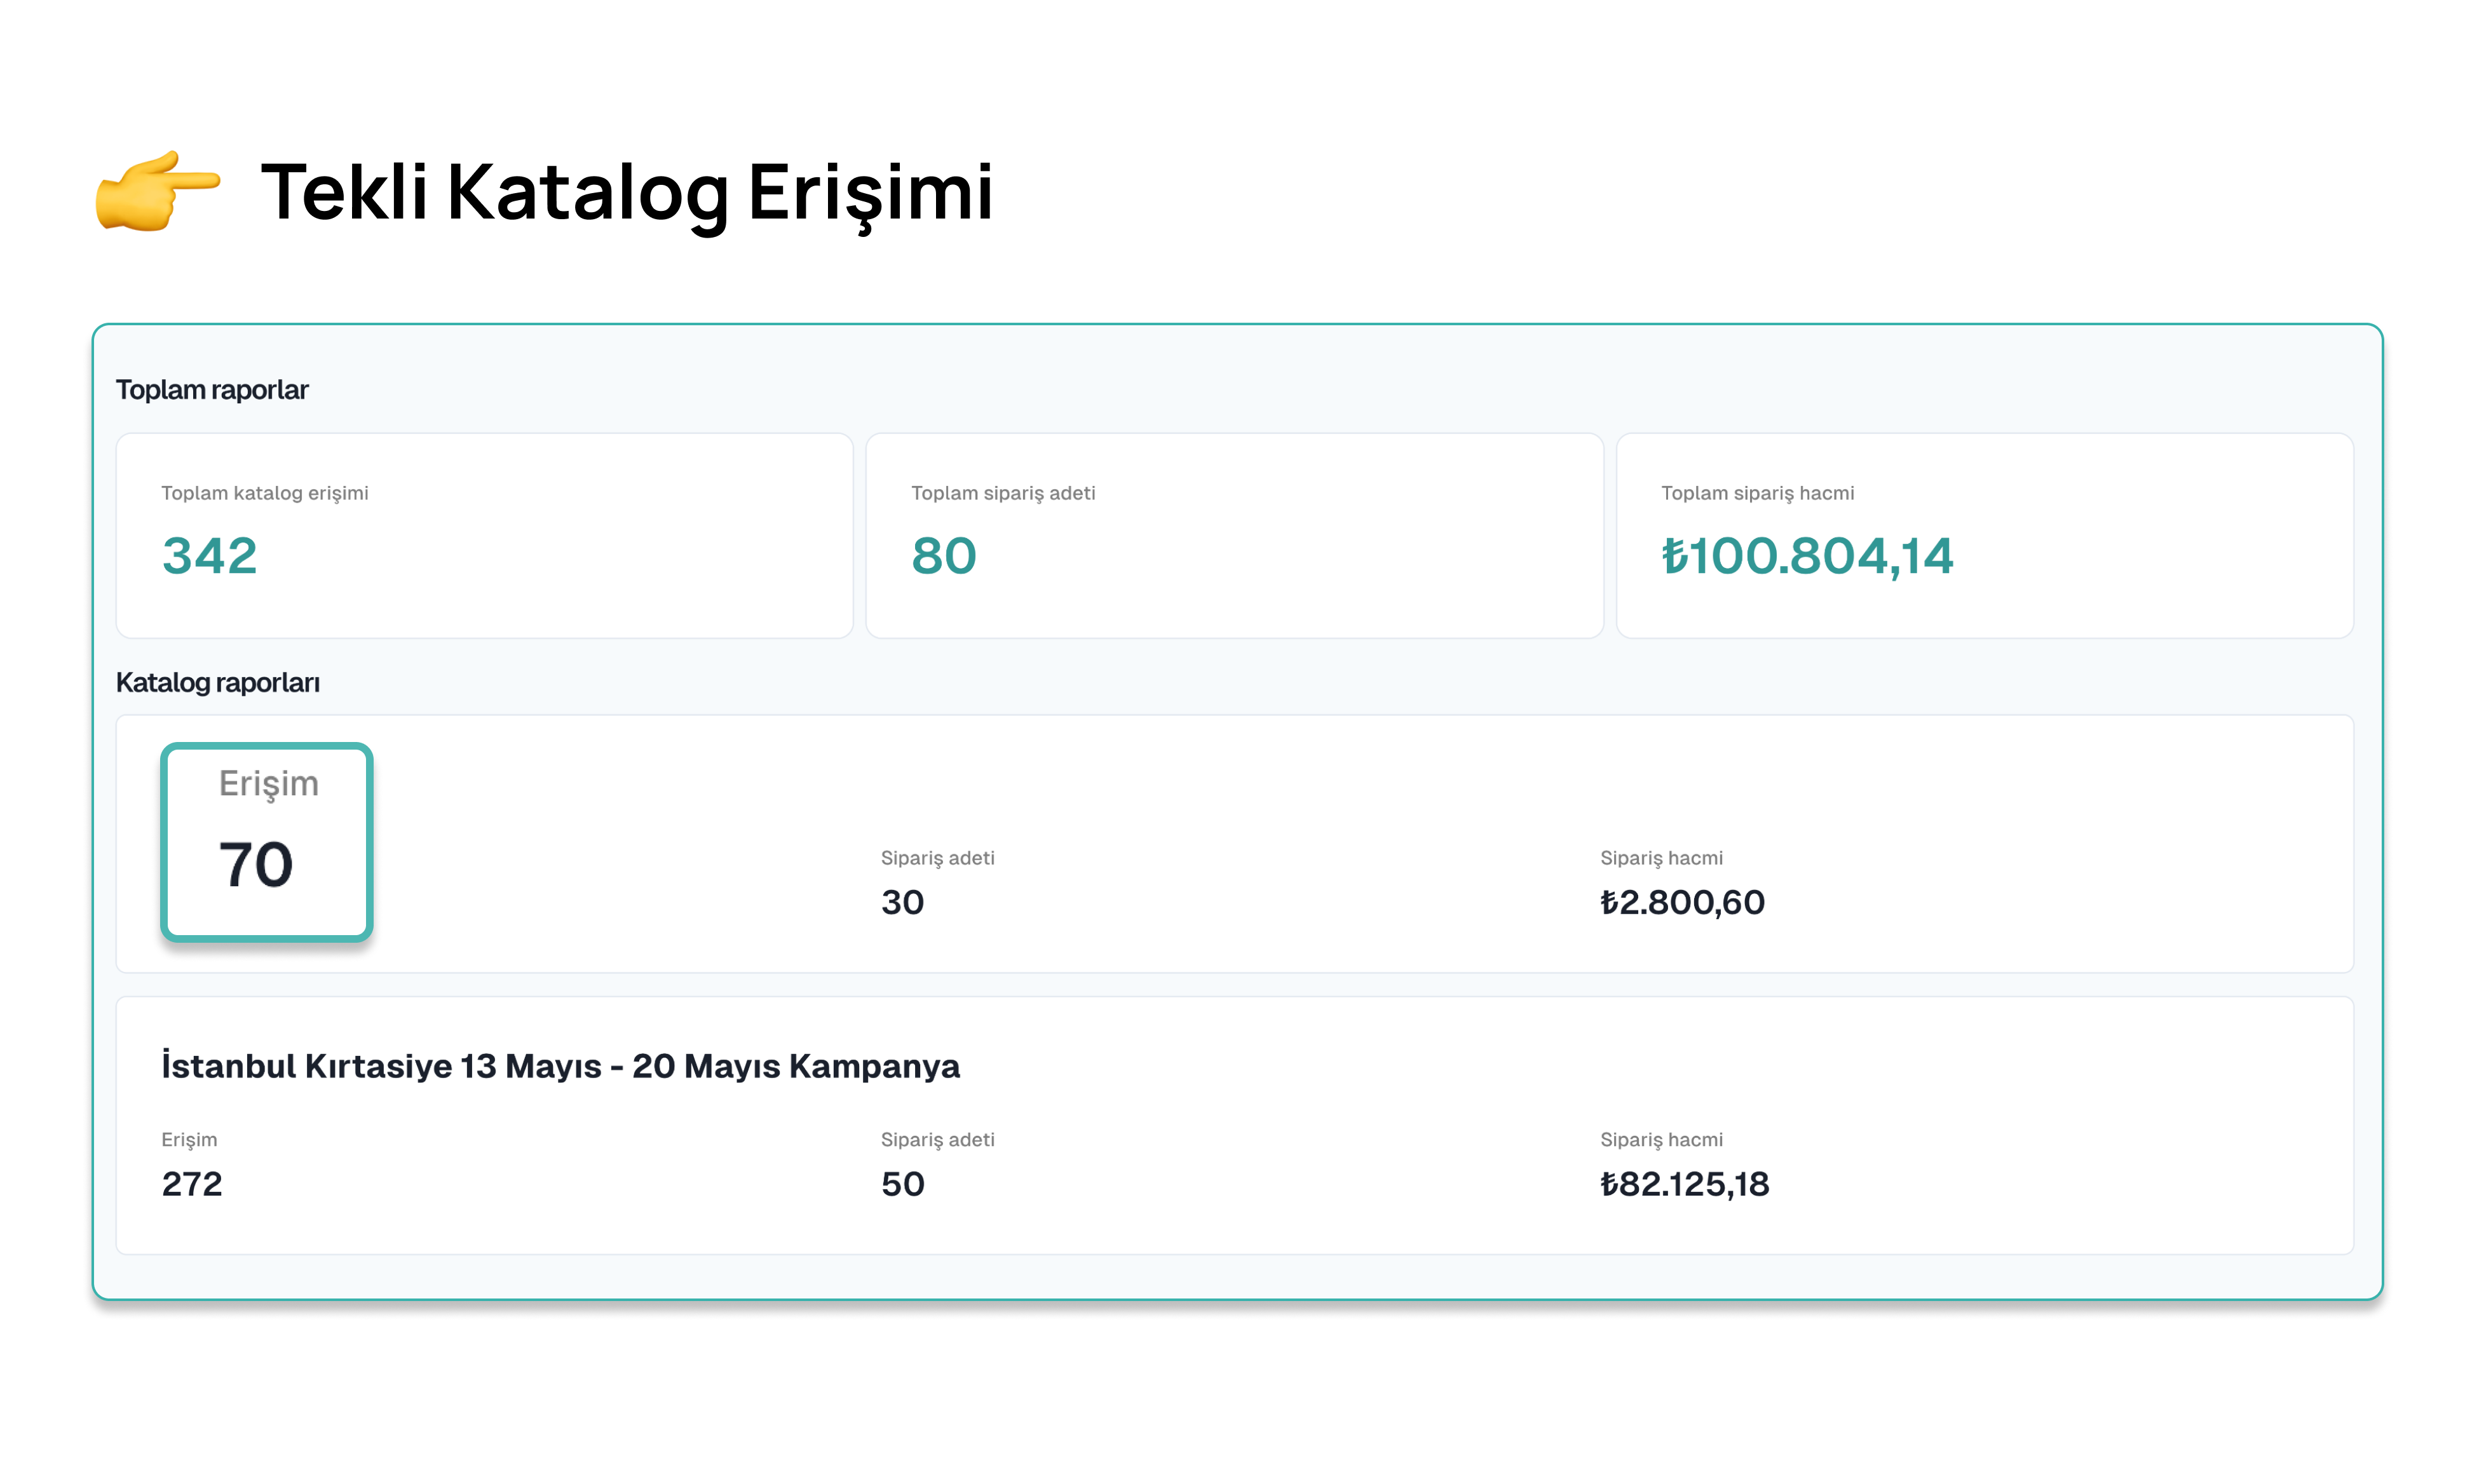 Tekli Katalog Erişimi
Toplam raporlar
Toplam katalog erişimi
342
Toplam sipariş adeti
80
Toplam sipariş hacmi
₺100.804,14
Katalog raporları
Erişim
70
Sipariş adeti
30
Sipariş hacmi
₺2.800,60
İstanbul Kırtasiye 13 Mayıs - 20 Mayıs Kampanya
Erişim
272
Sipariş adeti
50
Sipariş hacmi
₺82.125,18